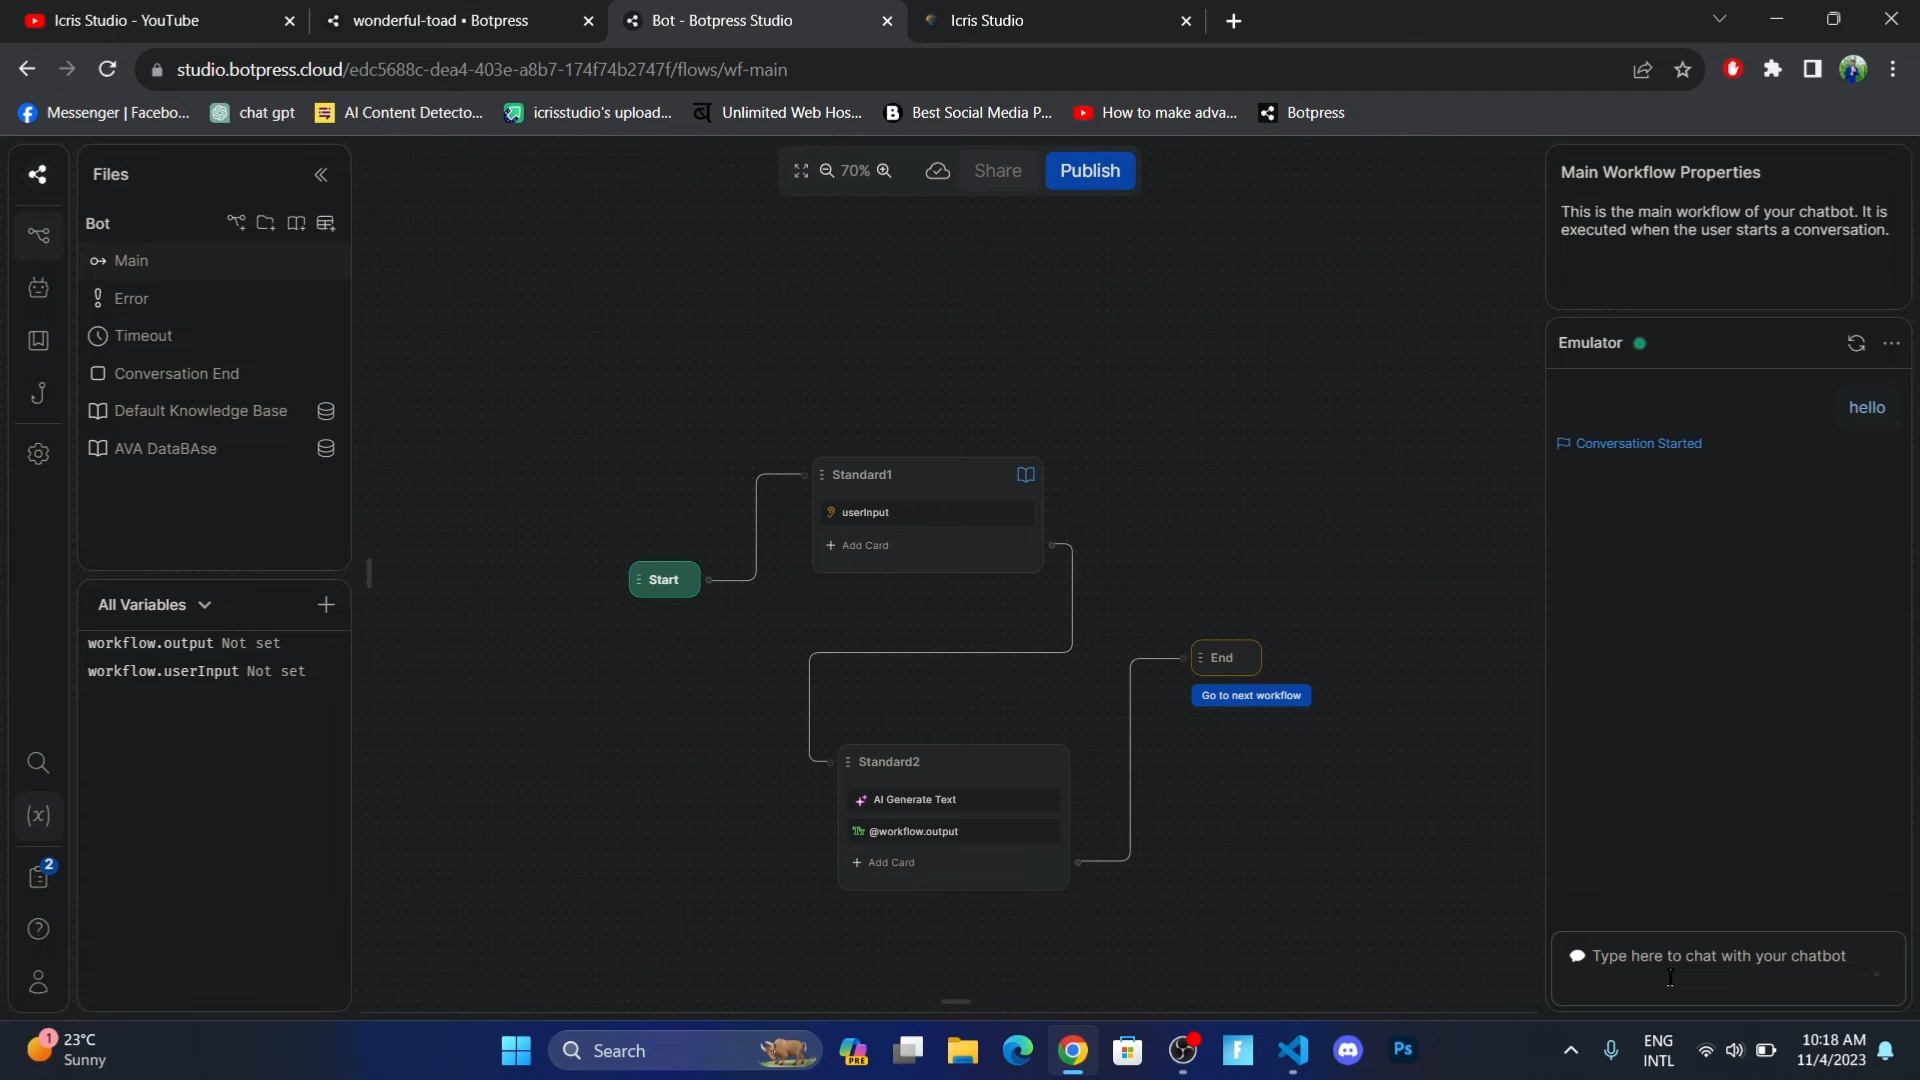 Icris Studio - YouTube
wonderful-toad • Botpress
Bot - Botpress Studio
Icris Studio
studio.botpress.cloud/edc5688c-dea4-403e-a8b7-174f74b2747f/flows/wf-main
Messenger | Facebo...
chat gpt
AI Content Detecto...
icrisstudio's upload...
Unlimited Web Hos...
Best Social Media P...
How to make adva...
Botpress
Files
70%
Share
Publish
Bot
Main
Error
Timeout
Conversation End
Default Knowledge Base
AVA DataBAse
All Variables
workflow.output Not set
workflow.userInput Not set
2
Start
Standard1
userInput
Add Card
Standard2
AI Generate Text
@workflow.output
Add Card
End
Go to next workflow
Main Workflow Properties
This is the main workflow of your chatbot. It is
executed when the user starts a conversation.
Emulator
hello
Conversation Started
Type here to chat with your chatbot
1
23°C
Sunny
Search
PRE
Ps
ENG
INTL
10:18 AM
11/4/2023